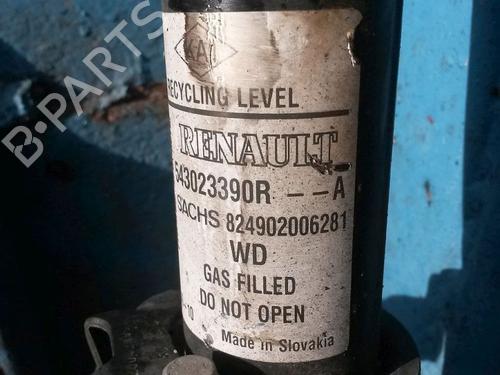 RECYCLING LEVEL
RENAULT
543023390R -- A
SACHS 824902006281
WD
GAS FILLED
DO NOT OPEN
Made in Slovakia
B-PARTS